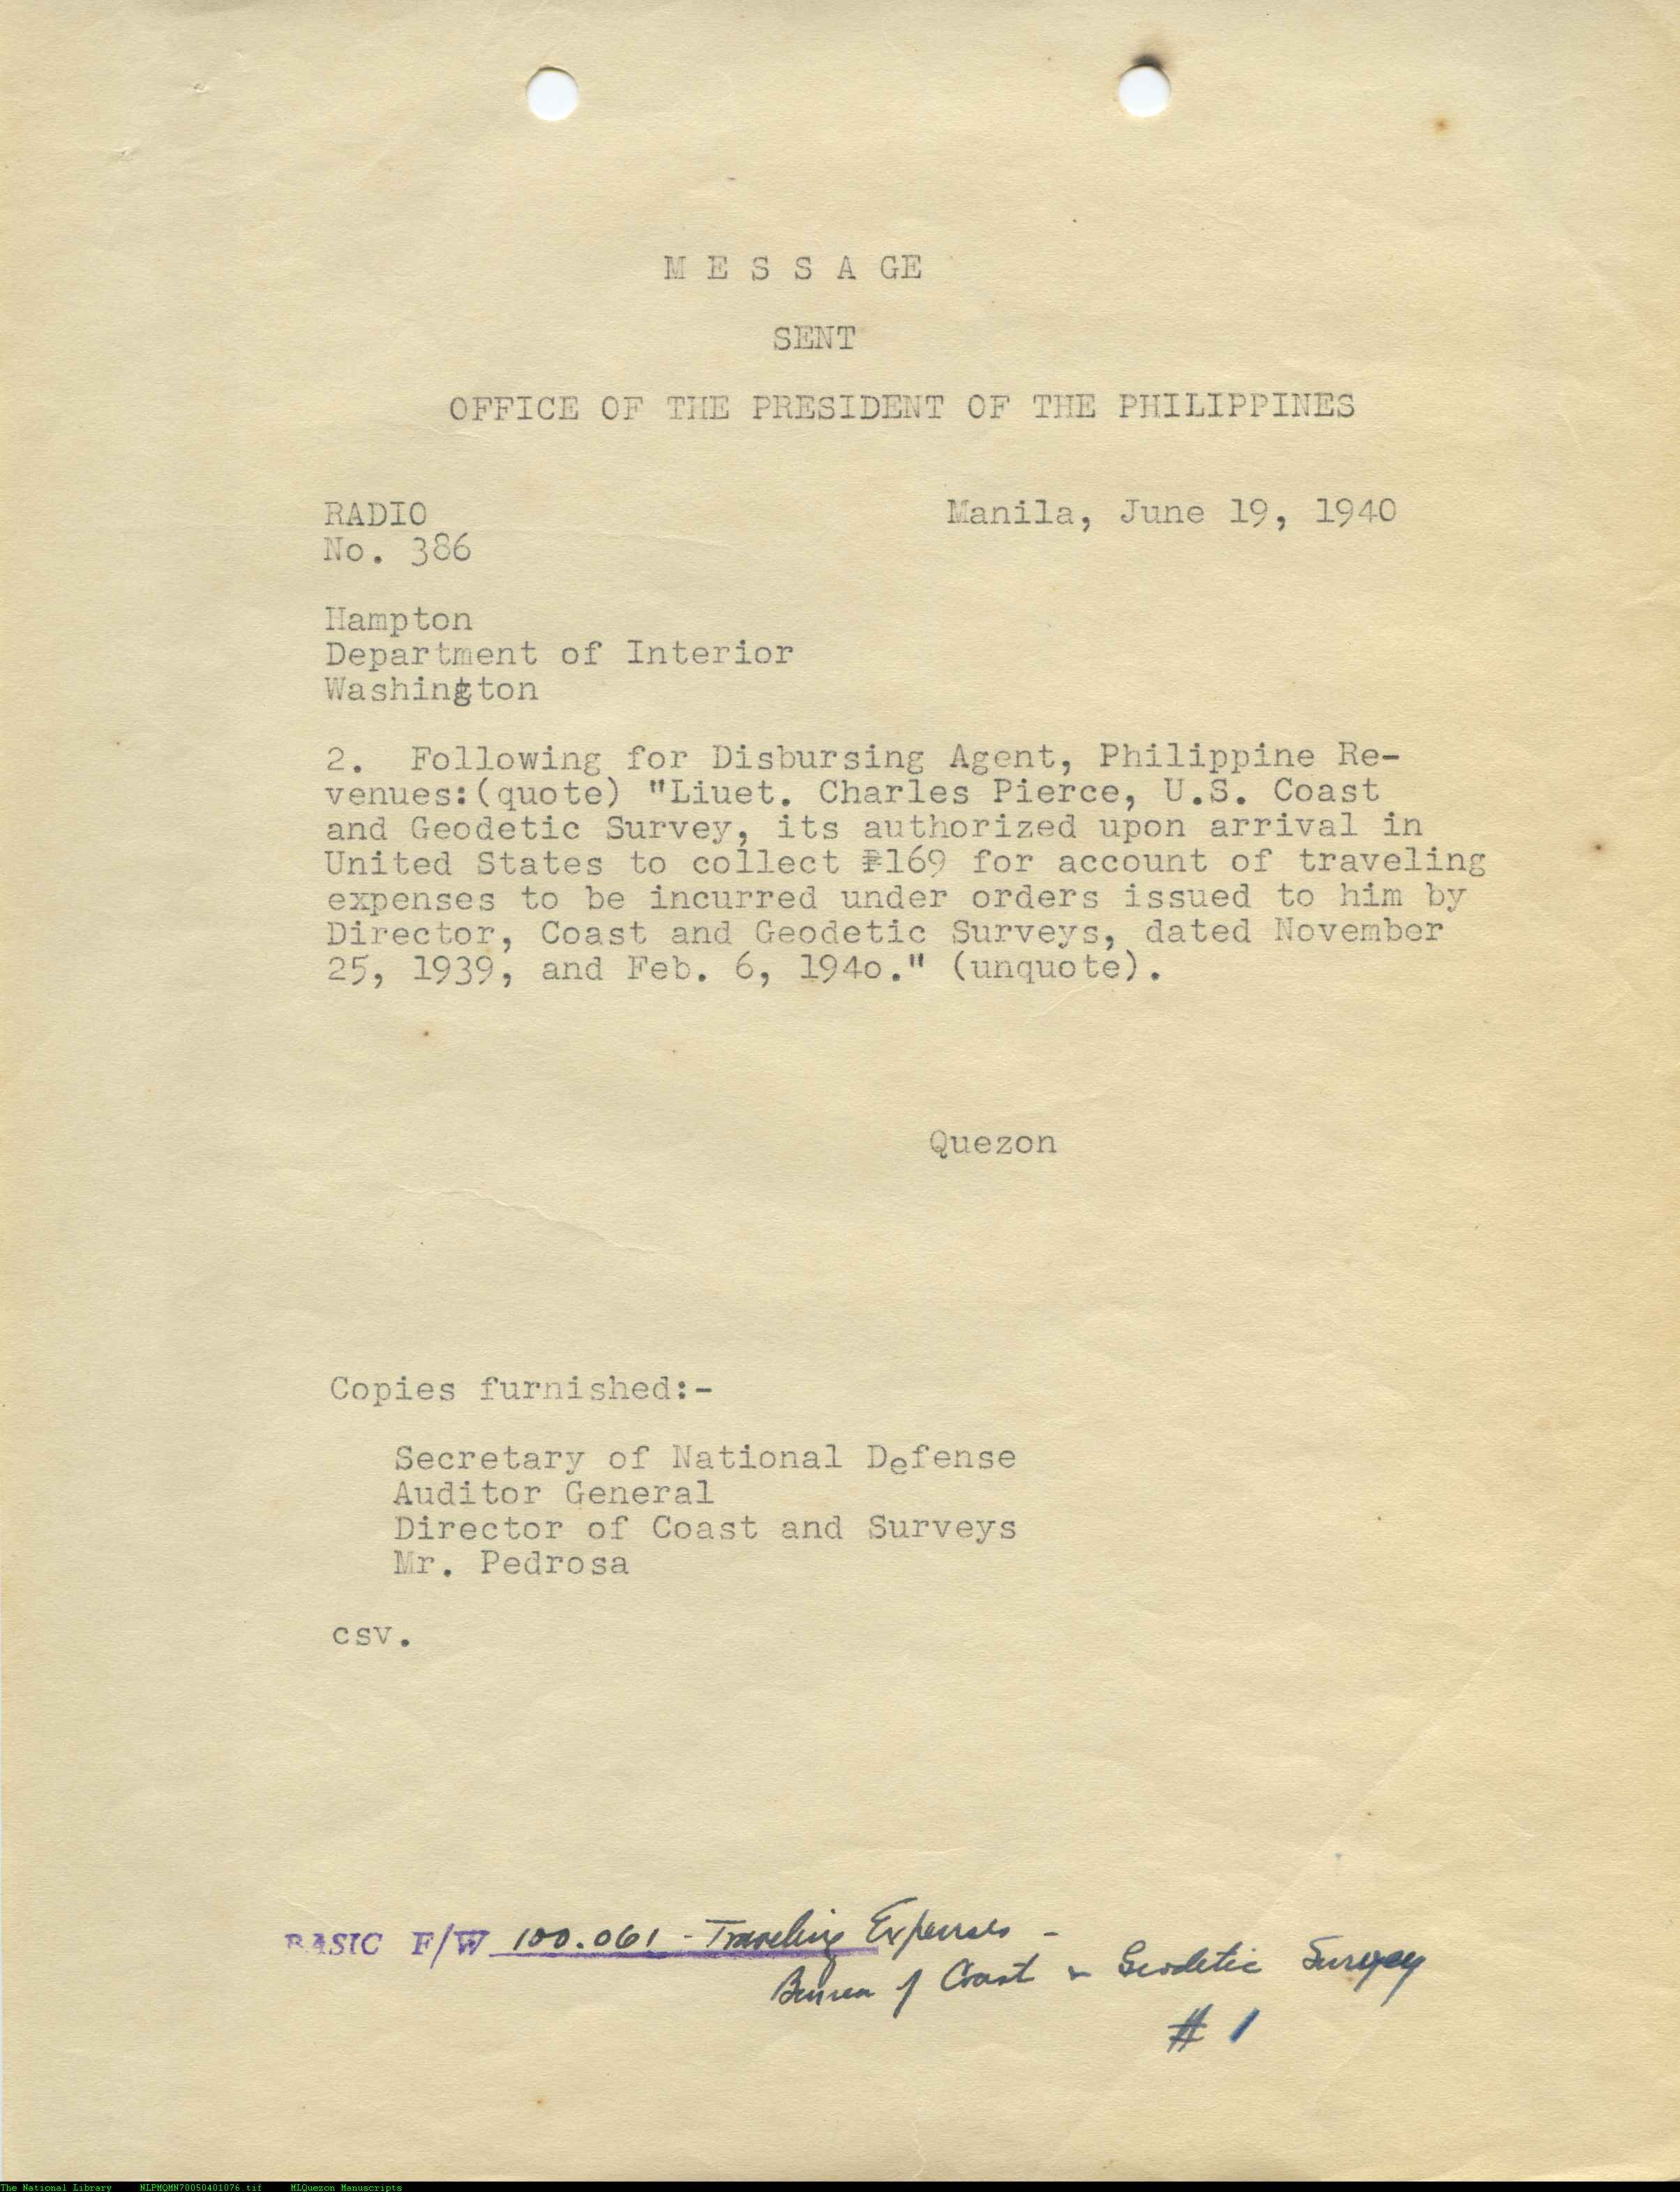 M E S S A GE
SENT
OFFICE OF THE PRESIDENT OF THE PHILIPPINES
RADIO
Manila, June 19, 1940
No. 386
Hampton
Department of Interior
Washington
2. Following for Disbursing Agent, Philippine Re-
venues:(quote) "Liuet. Charles Pierce, U.S. Coast
and Geodetic Survey, its authorized upon arrival in
United States to collect ₱169 for account of traveling
expenses to be incurred under orders issued to him by
Director, Coast and Geodetic Surveys, dated November
25, 1939, and Feb. 6, 194o." (unquote).
Quezon
Copies furnished:-
Secretary of National Defense
Auditor General
Director of Coast and Surveys
Mr. Pedrosa
csv.
BASIC F/W 100.061 - Traveling Expenses -
Bureau of Coast & Geodetic Survey
# 1
The National Library NLPMQMN70050401076.tif MLQuezon Manuscripts